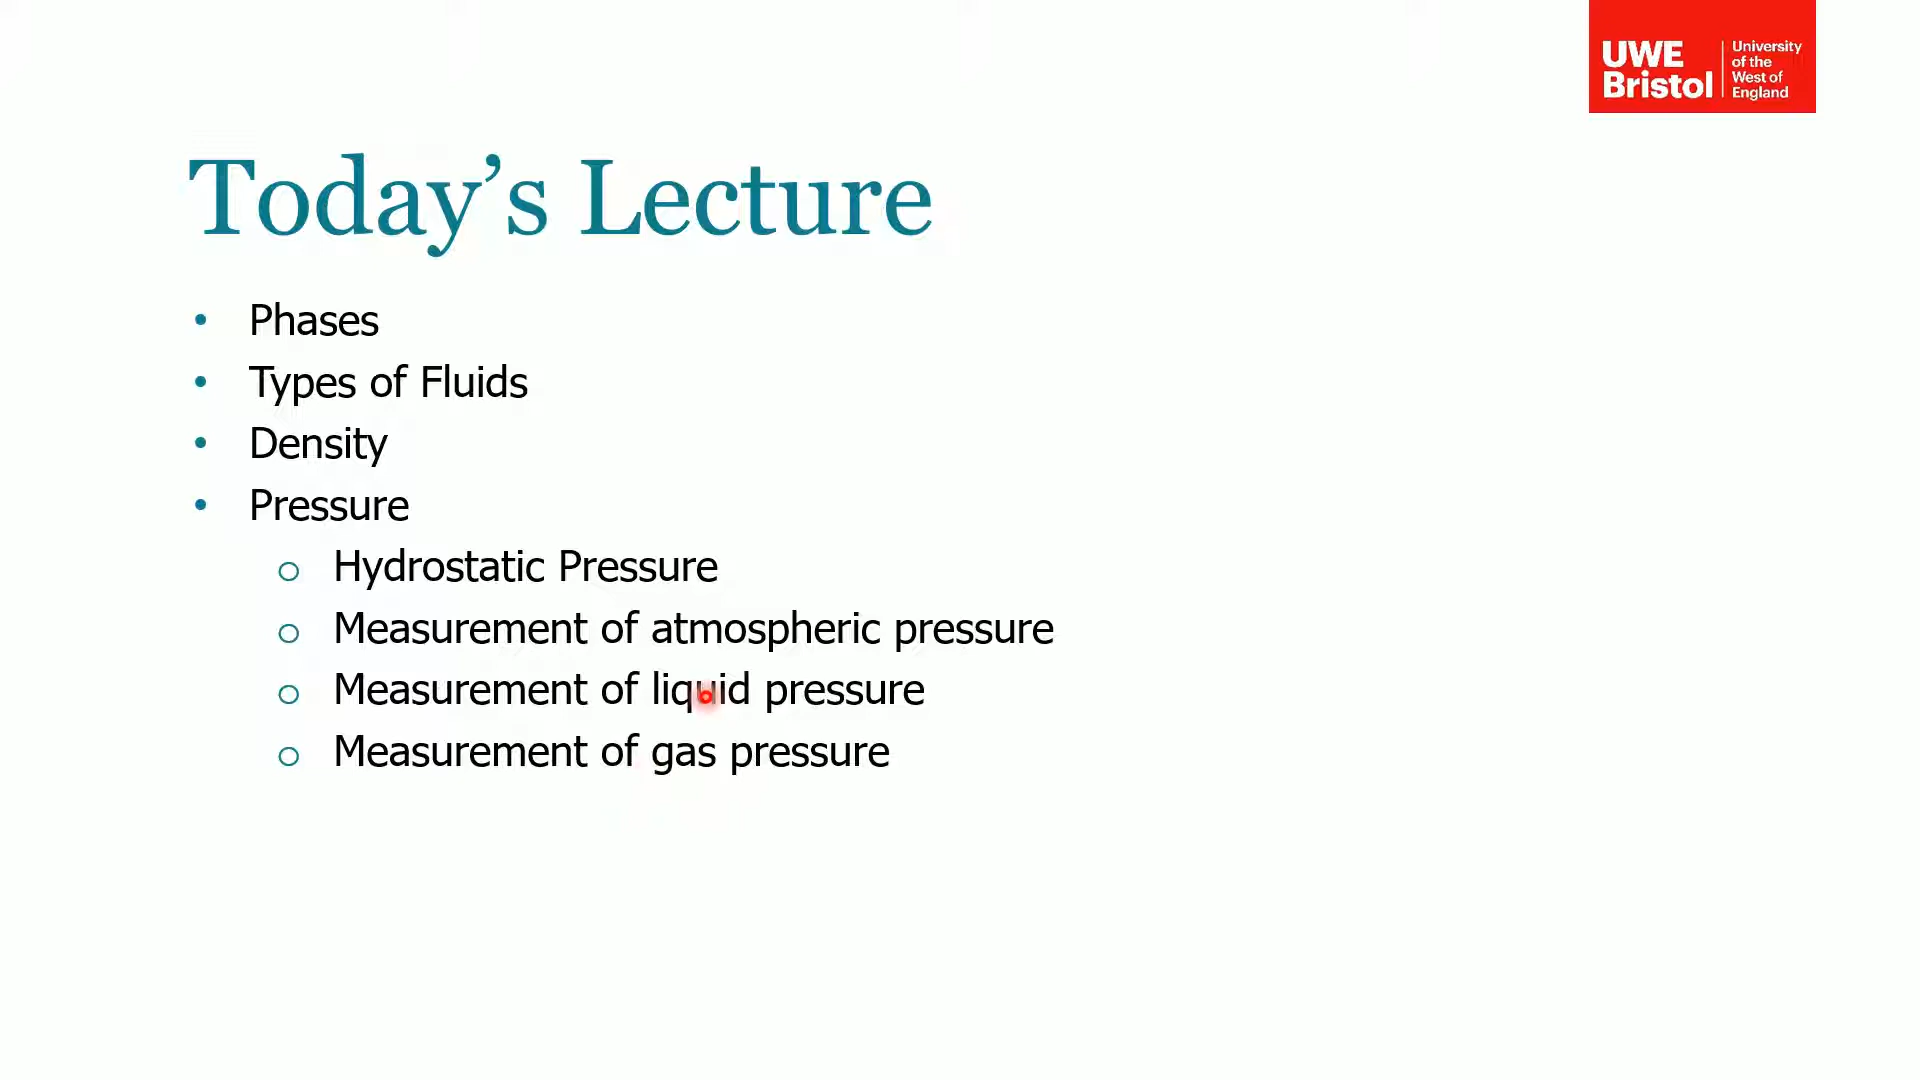 UWE
Bristol
University
of the
West of
England
Today’s Lecture
• Phases
• Types of Fluids
• Density
• Pressure
o Hydrostatic Pressure
o Measurement of atmospheric pressure
o Measurement of liquid pressure
o Measurement of gas pressure